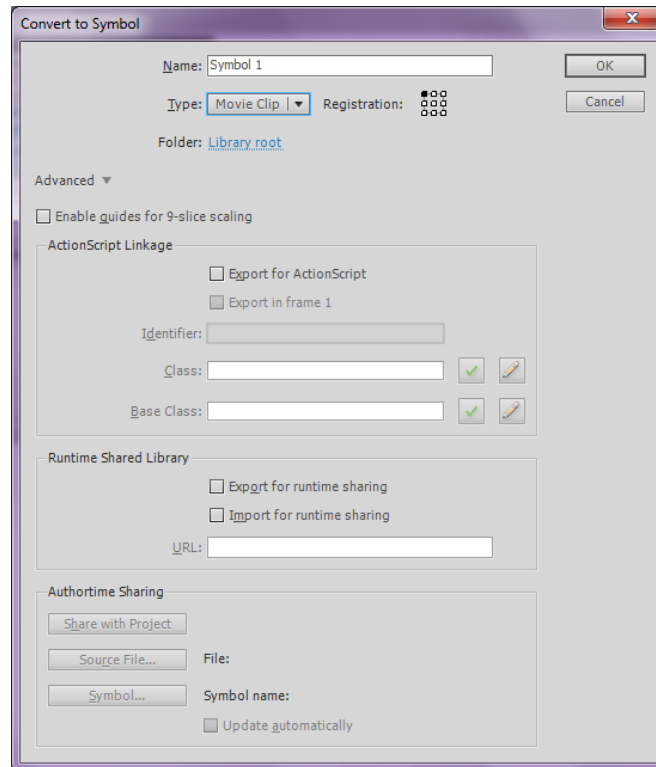 Convert to Symbol
Name: Symbol 1
OK
Type: Movie Clip Registration:
Cancel
Folder: Library root
Advanced
Enable guides for 9-slice scaling
ActionScript Linkage
Export for ActionScript
Export in frame 1
Identifier:
Class:
Base Class:
Runtime Shared Library
Export for runtime sharing
Import for runtime sharing
URL:
Authortime Sharing
Share with Project
Source File... File:
Symbol... Symbol name:
Update automatically